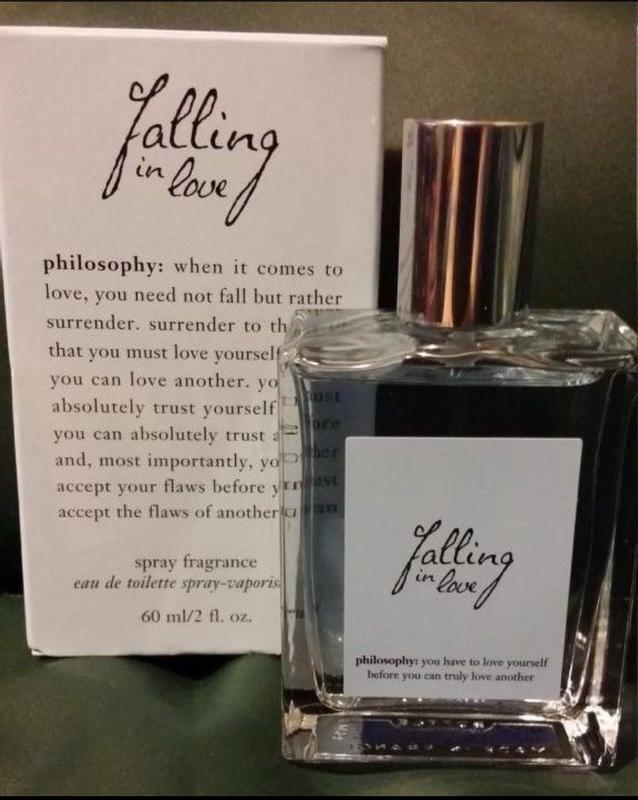 falling
in love
philosophy: when it comes to
love, you need not fall but rather
surrender. surrender to th
that you must love yourself
you can love another. yo
absolutely trust yourself
you can absolutely trust a
and, most importantly, yo
accept your flaws before y
accept the flaws of another
spray fragrance
eau de toilette spray-vaporis
60 ml/2 fl. oz.
falling
in love
philosophy: you have to love yourself
before you can truly love another